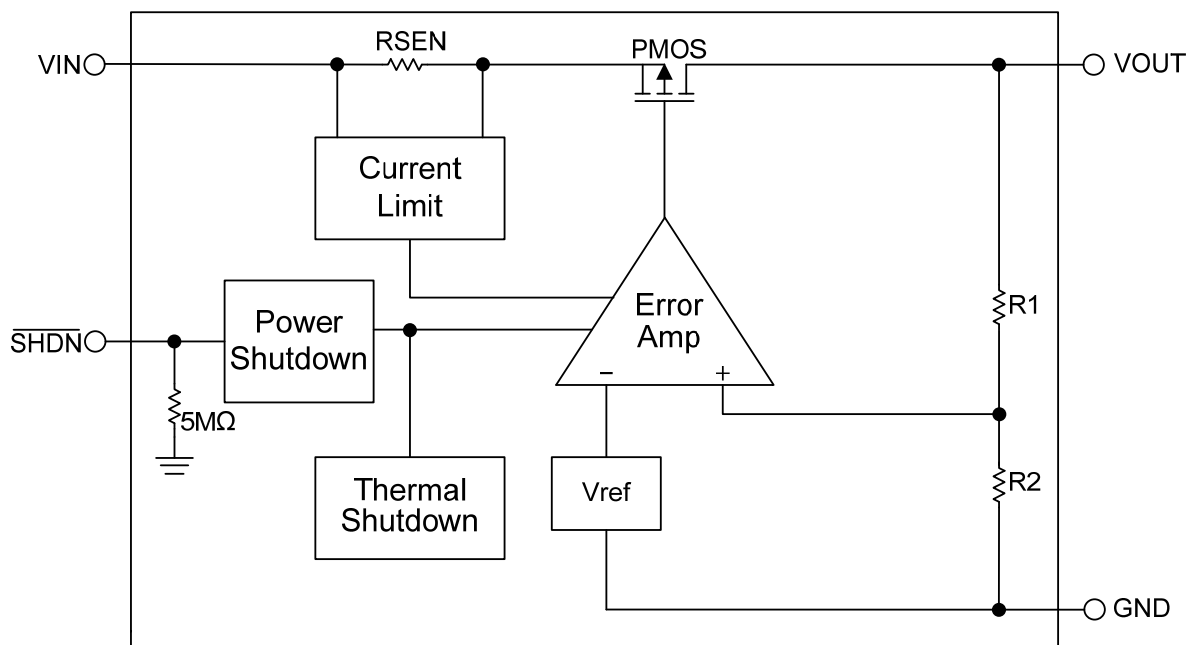 RSEN
PMOS
VIN
VOUT
Current
Limit
Error
Amp
R1
Power
Shutdown
SHDN
− +
5MΩ
Thermal
Shutdown
Vref
R2
GND